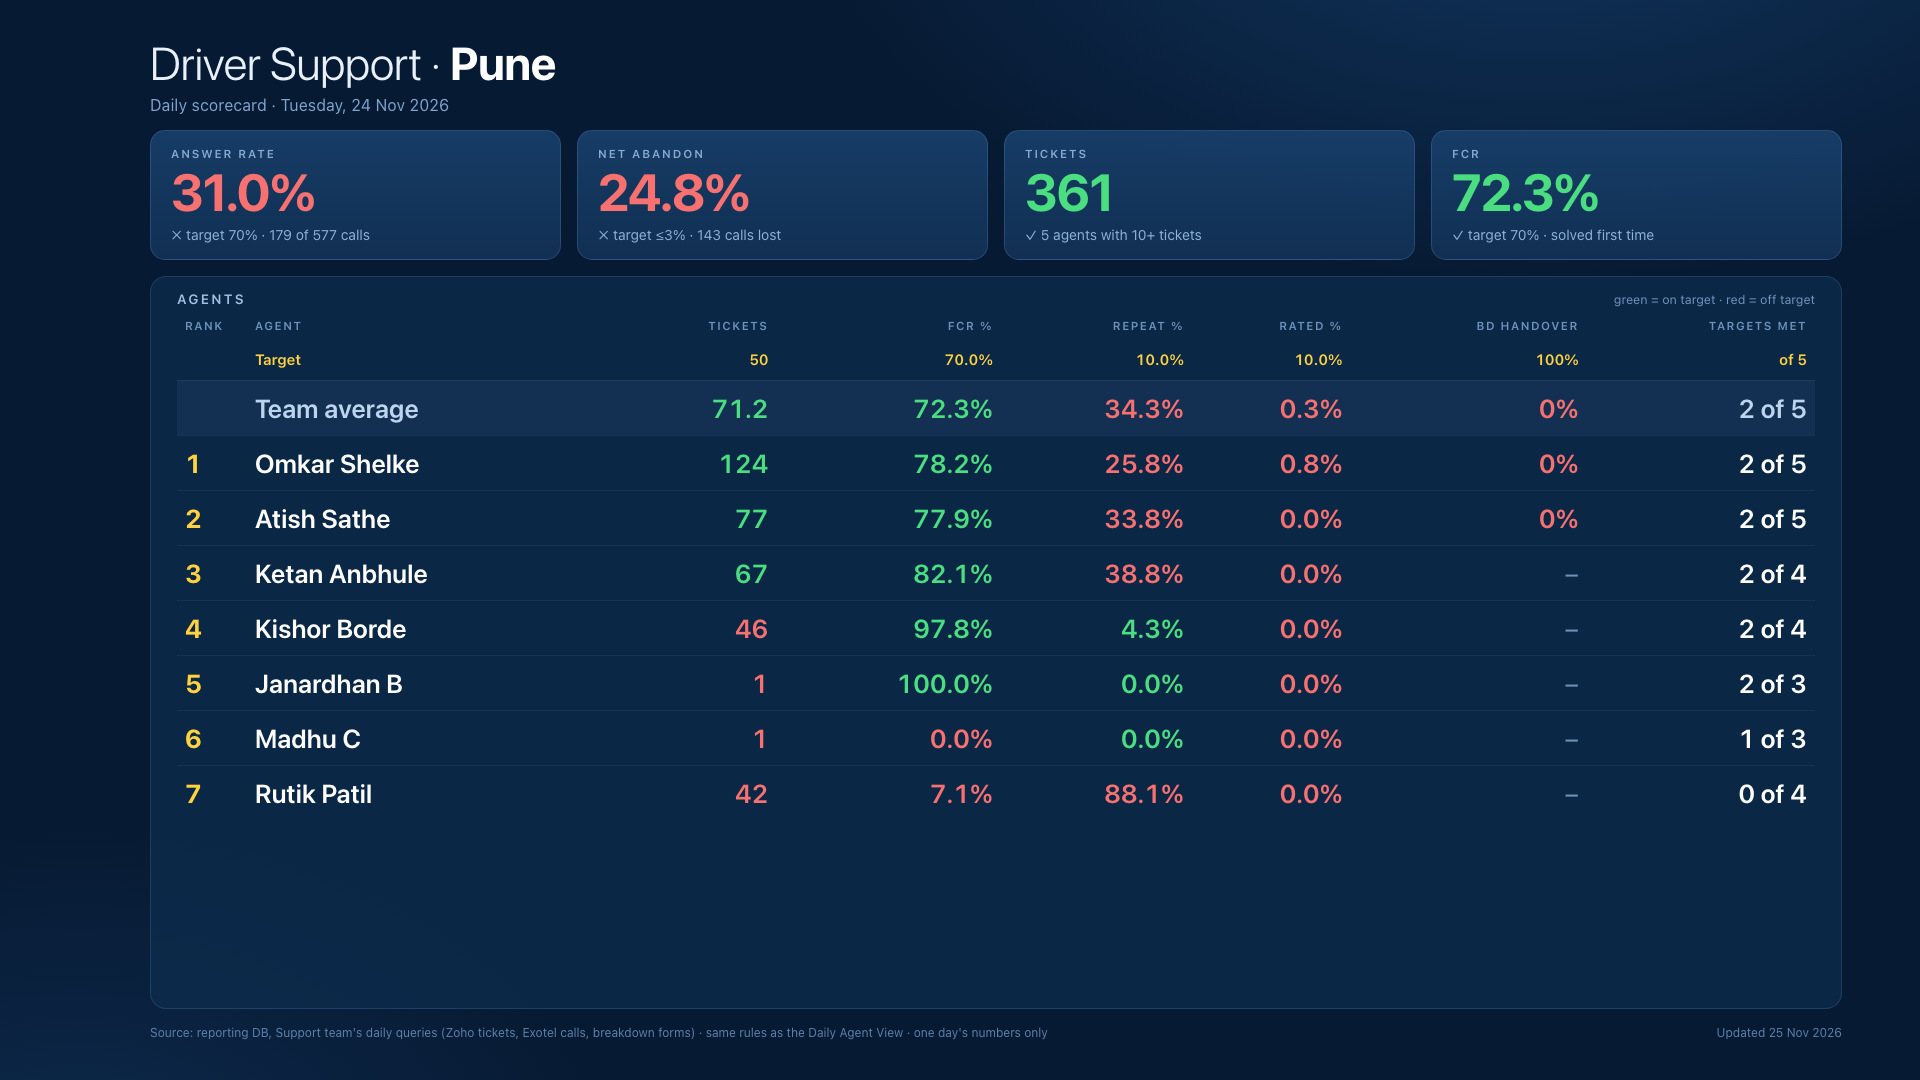 Driver Support · Pune
Daily scorecard · Tuesday, 24 Nov 2026
ANSWER RATE
31.0%
✕ target 70% · 179 of 577 calls
NET ABANDON
24.8%
✕ target ≤3% · 143 calls lost
TICKETS
361
✓ 5 agents with 10+ tickets
FCR
72.3%
✓ target 70% · solved first time
AGENTS
green = on target · red = off target
RANK AGENT TICKETS FCR % REPEAT % RATED % BD HANDOVER TARGETS MET
Target 50 70.0% 10.0% 10.0% 100% of 5
Team average 71.2 72.3% 34.3% 0.3% 0% 2 of 5
1 Omkar Shelke 124 78.2% 25.8% 0.8% 0% 2 of 5
2 Atish Sathe 77 77.9% 33.8% 0.0% 0% 2 of 5
3 Ketan Anbhule 67 82.1% 38.8% 0.0% – 2 of 4
4 Kishor Borde 46 97.8% 4.3% 0.0% – 2 of 4
5 Janardhan B 1 100.0% 0.0% 0.0% – 2 of 3
6 Madhu C 1 0.0% 0.0% 0.0% – 1 of 3
7 Rutik Patil 42 7.1% 88.1% 0.0% – 0 of 4
Source: reporting DB, Support team's daily queries (Zoho tickets, Exotel calls, breakdown forms) · same rules as the Daily Agent View · one day's numbers only
Updated 25 Nov 2026